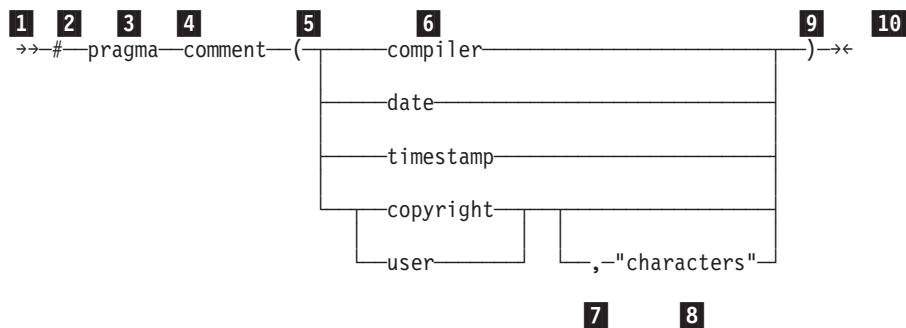 1 2 3 4 5 6 9 10
# pragma comment ( compiler )
date
timestamp
copyright
user , "characters"
7 8